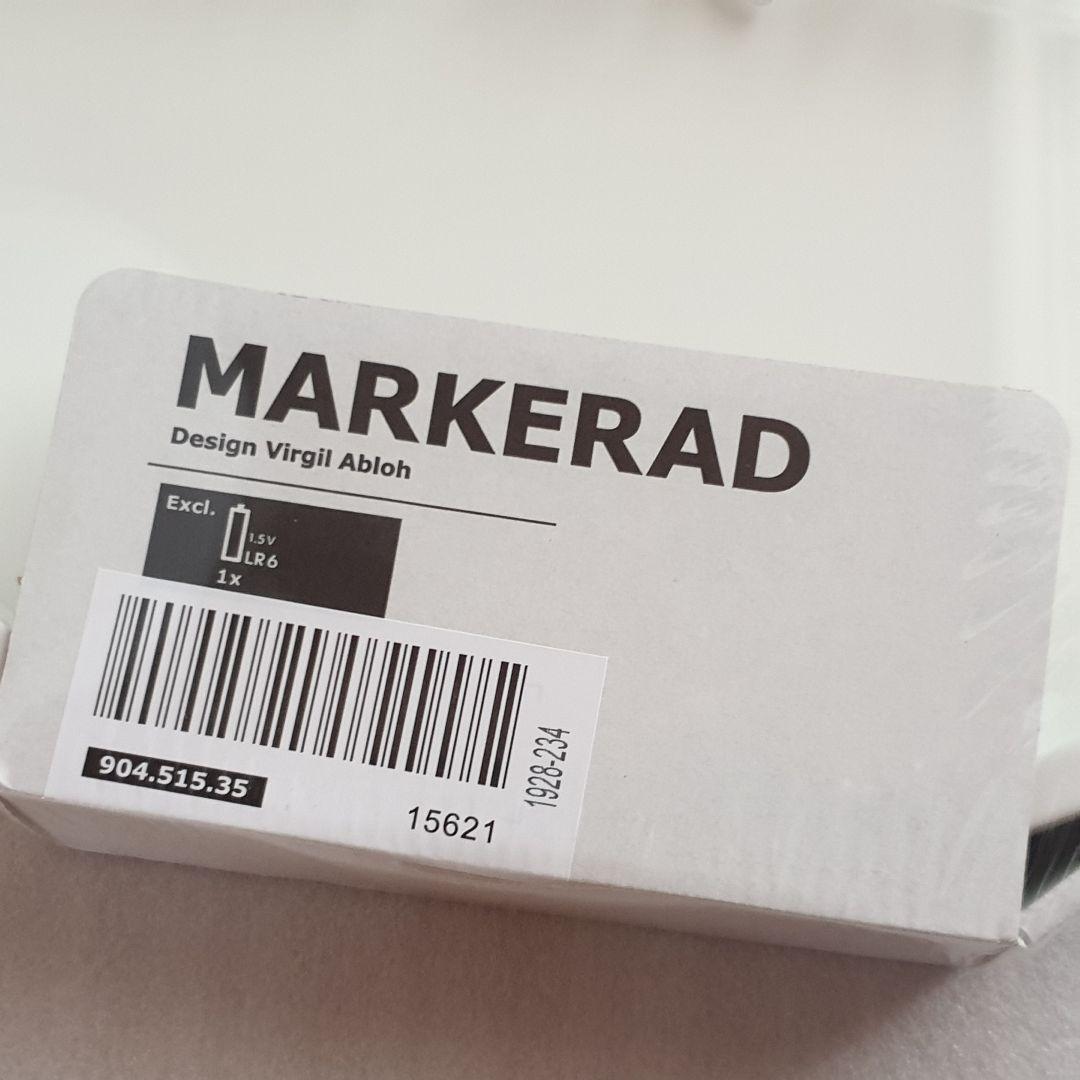 MARKERAD
Design Virgil Abloh
Excl.
1.5V
LR6
1x
904.515.35
15621
1928-234